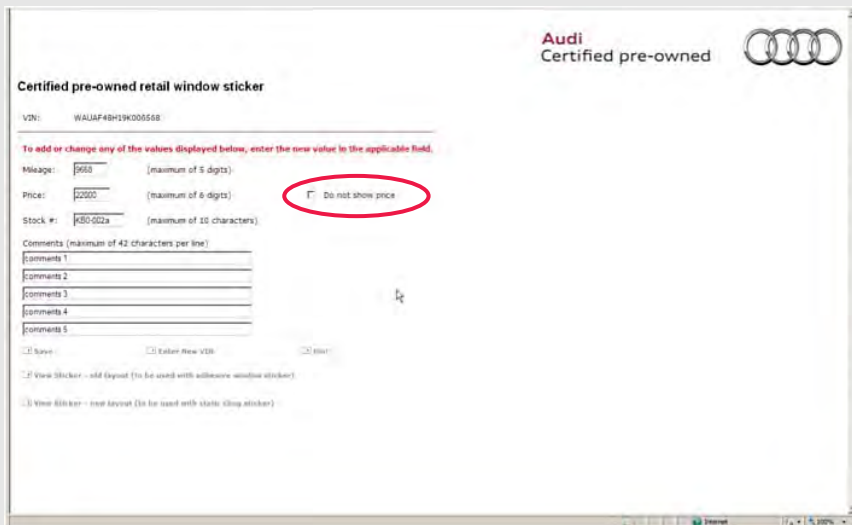 Audi
Certified pre-owned
Certified pre-owned retail window sticker
VIN: WAUAF48H19K006568
To add or change any of the values displayed below, enter the new value in the applicable field.
Mileage: 9660 (maximum of 5 digits)
Price: 22000 (maximum of 6 digits) Do not show price
Stock #: KB0-002a (maximum of 10 characters)
Comments (maximum of 42 characters per line)
comments 1
comments 2
comments 3
comments 4
comments 5
Save Enter New VIN
View Sticker - old layout (to be used with adhesive window sticker)
View Sticker - new layout (to be used with static cling sticker)
Internet 100%